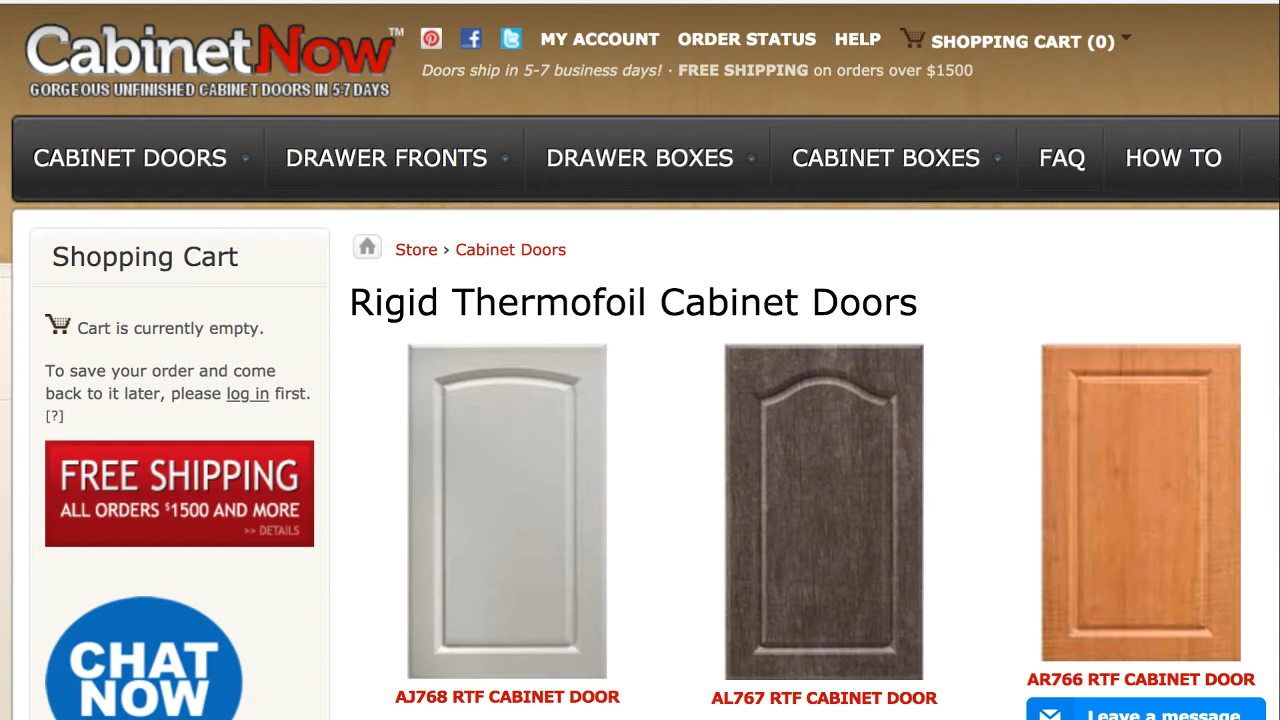 CabinetNow™
GORGEOUS UNFINISHED CABINET DOORS IN 5-7 DAYS
MY ACCOUNT ORDER STATUS HELP SHOPPING CART (0)
Doors ship in 5-7 business days! · FREE SHIPPING on orders over $1500
CABINET DOORS DRAWER FRONTS DRAWER BOXES CABINET BOXES FAQ HOW TO
Shopping Cart
Cart is currently empty.
To save your order and come
back to it later, please log in first.
[?]
FREE SHIPPING
ALL ORDERS $1500 AND MORE
>> DETAILS
CHAT
NOW
Store › Cabinet Doors
Rigid Thermofoil Cabinet Doors
AJ768 RTF CABINET DOOR
AL767 RTF CABINET DOOR
AR766 RTF CABINET DOOR
Leave a message